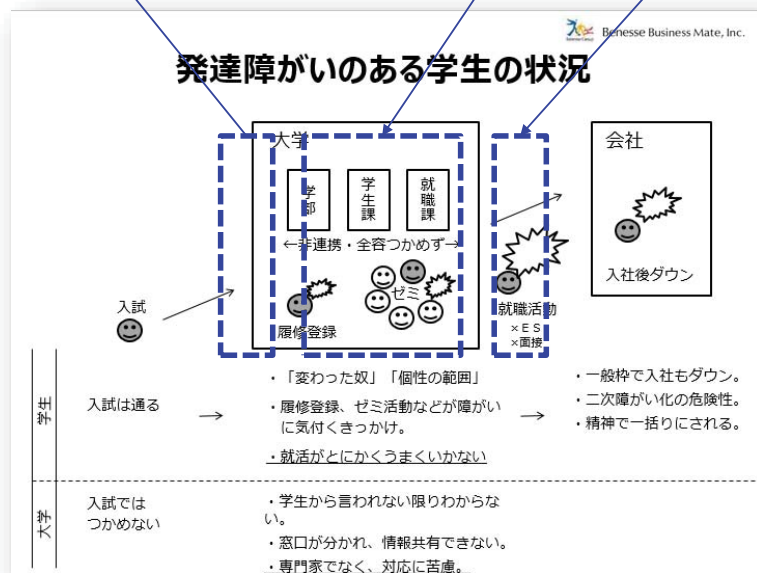 Benesse Business Mate, Inc.
発達障がいのある学生の状況
大学
学部
学生課
就職課
←非連携・全容つかめず→
ゼミ
履修登録
入試
就職活動
×ES
×面接
会社
入社後ダウン
学生
入試は通る
→
・「変わった奴」「個性の範囲」
・履修登録、ゼミ活動などが障がい
に気付くきっかけ。
・就活がとにかくうまくいかない
→
・一般枠で入社もダウン。
・二次障がい化の危険性。
・精神で一括りにされる。
大学
入試では
つかめない
・学生から言われない限りわからな
い。
・窓口が分かれ、情報共有できない。
・専門家でなく、対応に苦慮。